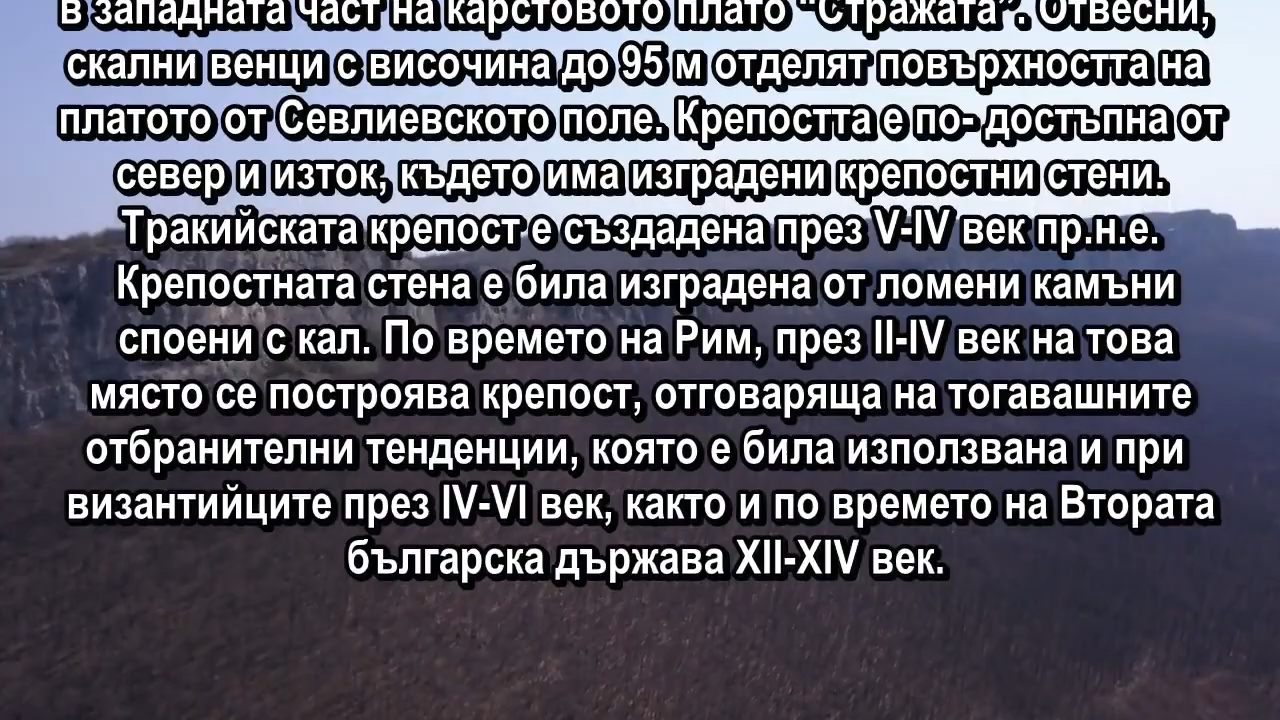 в западната част на карстовото плато "Стражата". Отвесни,
скални венци с височина до 95 м отделят повърхността на
платото от Севлиевското поле. Крепостта е по- достъпна от
север и изток, където има изградени крепостни стени.
Тракийската крепост е създадена през V-IV век пр.н.е.
Крепостната стена е била изградена от ломени камъни
споени с кал. По времето на Рим, през II-IV век на това
място се построява крепост, отговаряща на тогавашните
отбранителни тенденции, която е била използвана и при
византийците през IV-VI век, както и по времето на Втората
българска държава XII-XIV век.